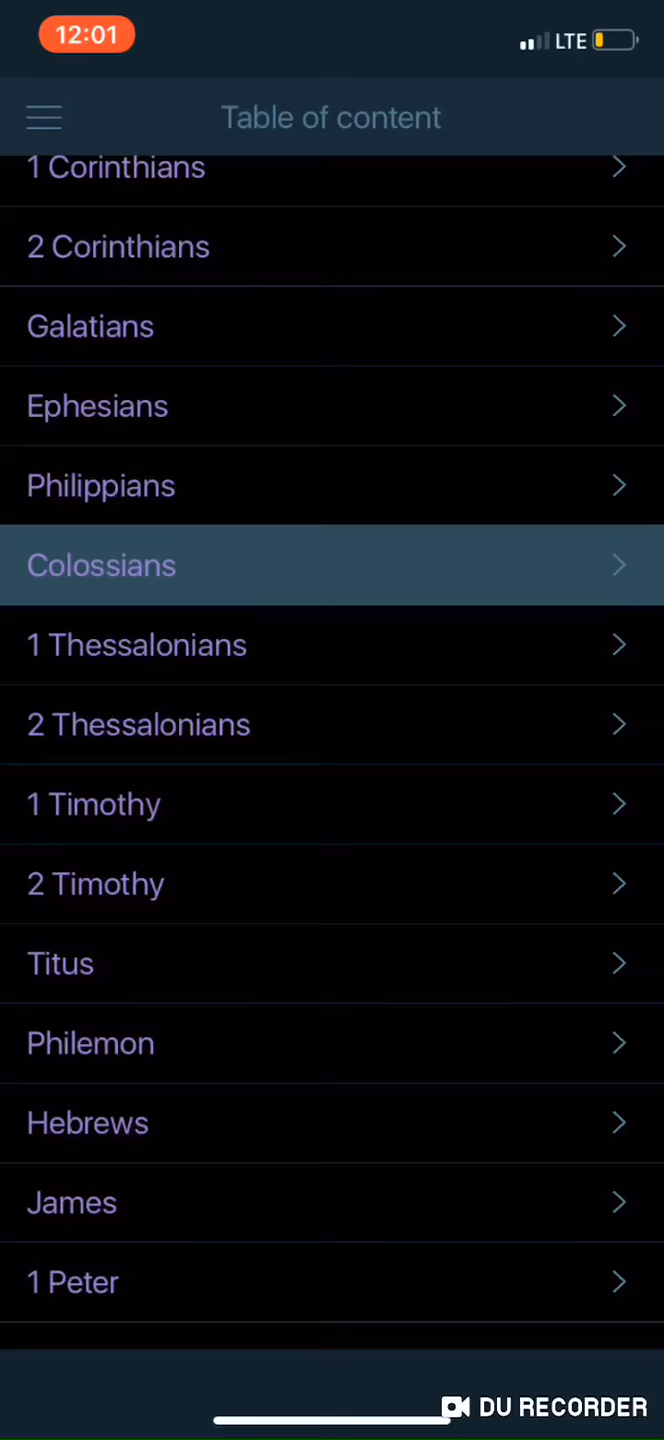 12:01
LTE
Table of content
1 Corinthians
2 Corinthians
Galatians
Ephesians
Philippians
Colossians
1 Thessalonians
2 Thessalonians
1 Timothy
2 Timothy
Titus
Philemon
Hebrews
James
1 Peter
DU RECORDER